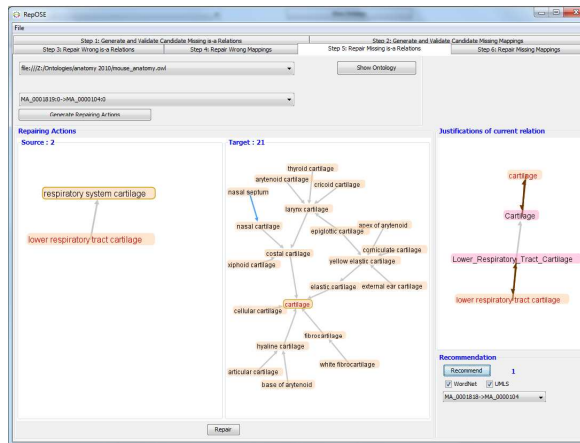 RepOSE
File
Step 1: Generate and Validate Candidate Missing is-a Relations
Step 2: Generate and Validate Candidate Missing Mappings
Step 3: Repair Wrong is-a Relations
Step 4: Repair Wrong Mappings
Step 5: Repair Missing is-a Relations
Step 6: Repair Missing Mappings
file:///Z:/Ontologies/anatomy 2010/mouse_anatomy.owl
Show Ontology
MA_0001819:0->MA_0000104:0
Generate Repairing Actions
Repairing Actions
Source : 2
respiratory system cartilage
lower respiratory tract cartilage
Target : 21
thyroid cartilage
arytenoid cartilage
cricoid cartilage
nasal septum
larynx cartilage
nasal cartilage
apex of arytenoid
epiglottic cartilage
costal cartilage
corniculate cartilage
xiphoid cartilage
yellow elastic cartilage
elastic cartilage
external ear cartilage
cartilage
cellular cartilage
fibrocartilage
hyaline cartilage
white fibrocartilage
articular cartilage
base of arytenoid
Repair
Justifications of current relation
cartilage
Cartilage
Lower_Respiratory_Tract_Cartilage
lower respiratory tract cartilage
Recommendation
Recommend
1
WordNet
UMLS
MA_0001818->MA_0000104